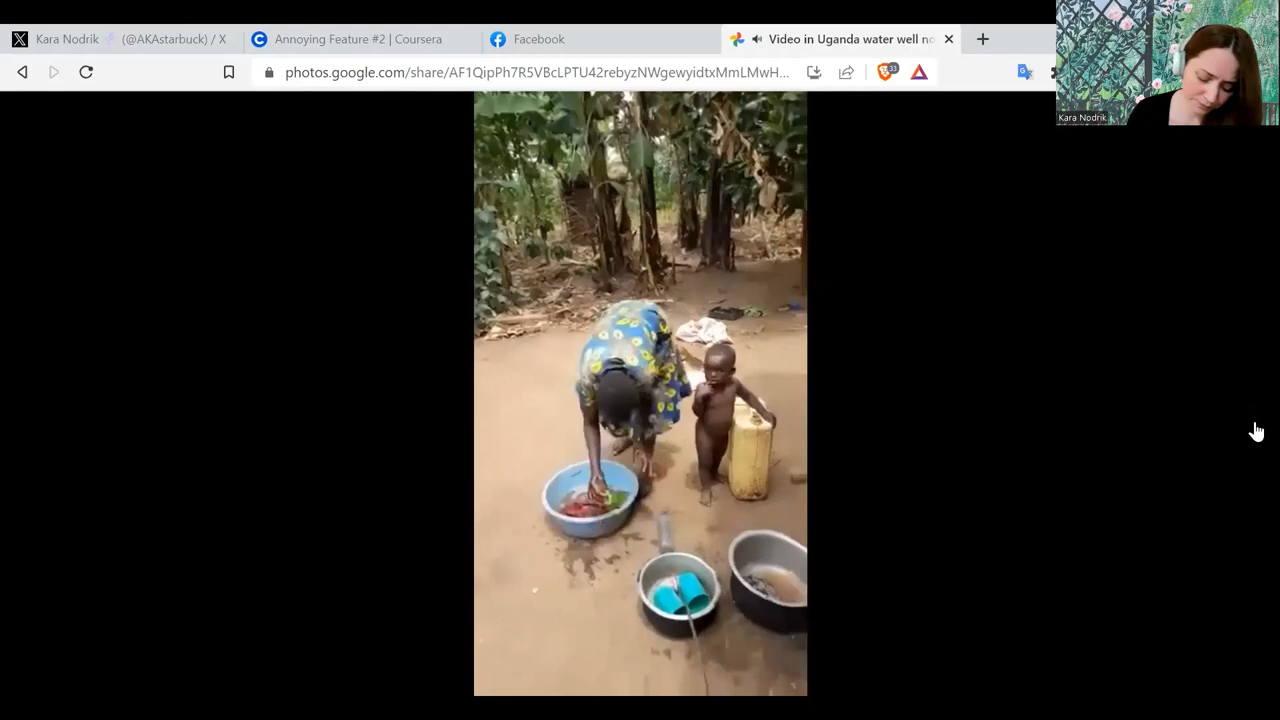 Kara Nodrik (@AKAstarbuck) / X
Annoying Feature #2 | Coursera
Facebook
Video in Uganda water well no
photos.google.com/share/AF1QipPh7R5VBcLPTU42rebyzNWgewyidtxMmLMwH...
33
Kara Nodrik